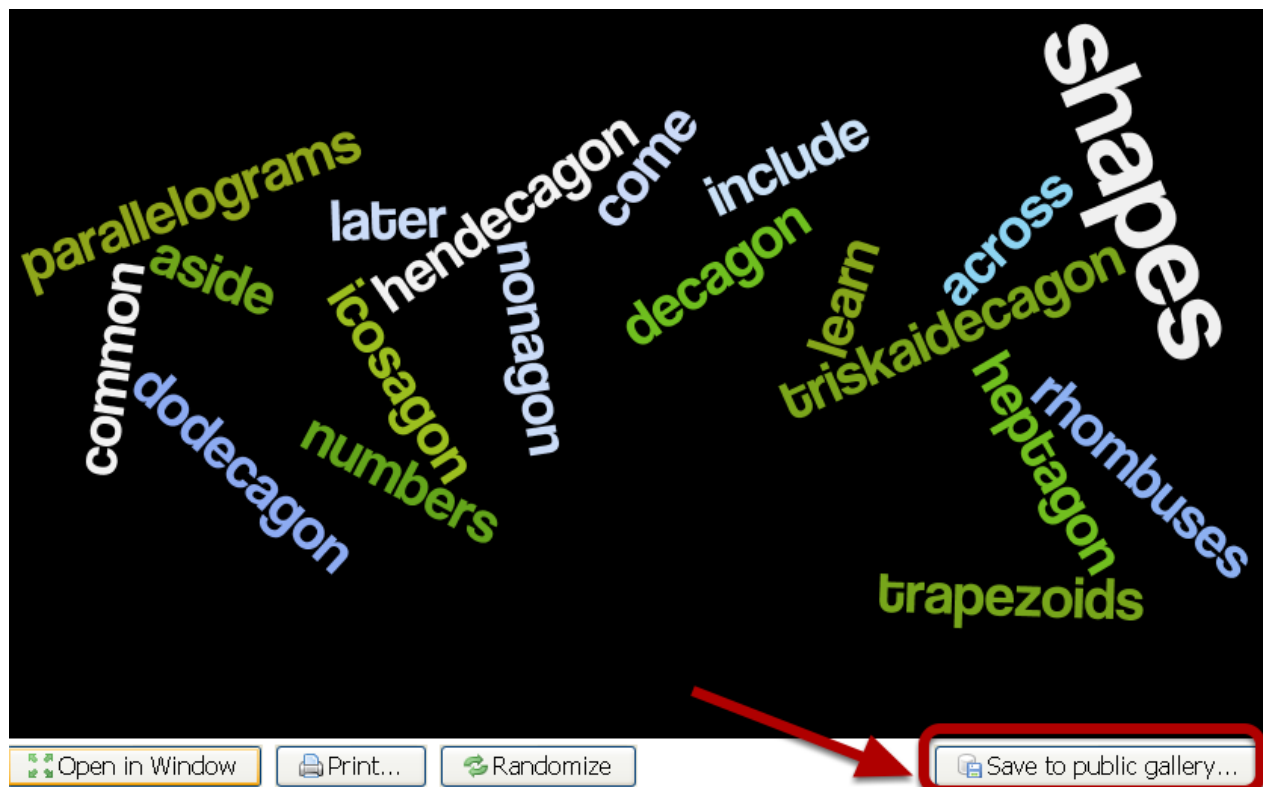 shapes
parallelograms
later
hendecagon
come
include
across
aside
common
icosagon
nonagon
decagon
learn
triskaidecagon
dodecagon
numbers
heptagon
rhombuses
trapezoids
Open in Window
Print...
Randomize
Save to public gallery...